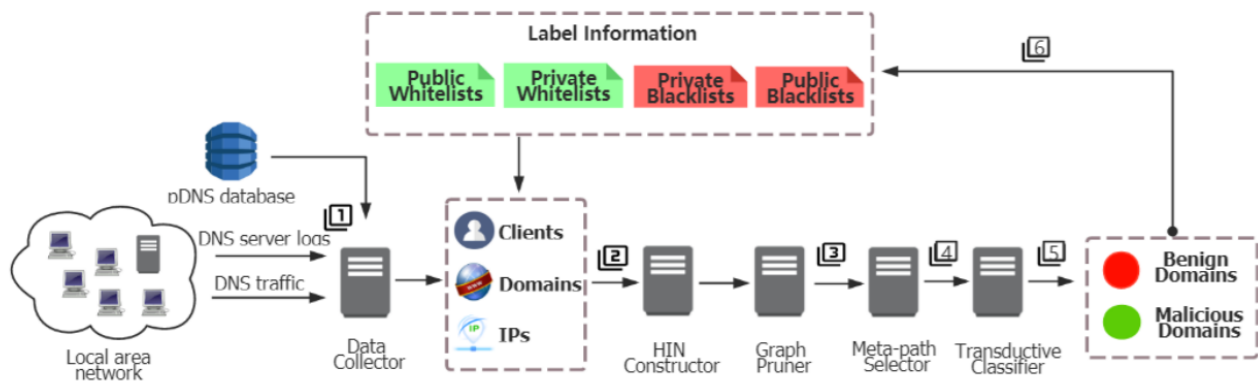 Label Information
Public
Whitelists
Private
Whitelists
Private
Blacklists
Public
Blacklists
6
pDNS database
1
DNS server logs
DNS traffic
Local area
network
Data
Collector
Clients
www
Domains
IP
IPs
2
HIN
Constructor
Graph
Pruner
3
Meta-path
Selector
4
Transductive
Classifier
5
Benign
Domains
Malicious
Domains